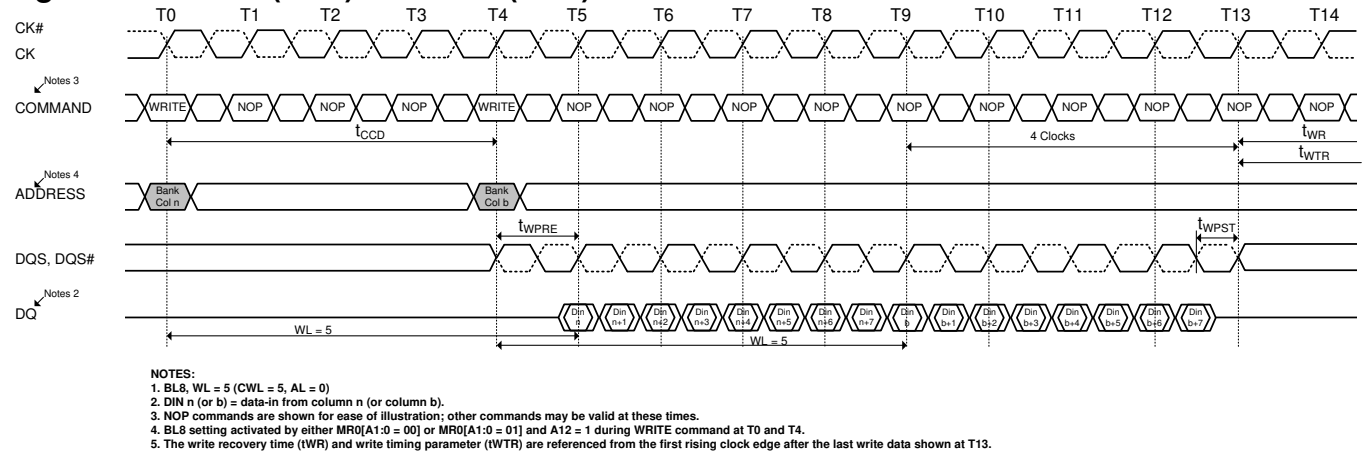 T0 T1 T2 T3 T4 T5 T6 T7 T8 T9 T10 T11 T12 T13 T14
CK#
CK
Notes 3
COMMAND
WRITE NOP NOP NOP WRITE NOP NOP NOP NOP NOP NOP NOP NOP NOP NOP
tCCD
4 Clocks
tWR
tWTR
Notes 4
ADDRESS
Bank Bank
Col n Col b
tWPRE
tWPST
DQS, DQS#
Notes 2
DQ
Din Din Din Din Din Din Din Din Din Din Din Din Din Din Din Din
n n+1 n+2 n+3 n+4 n+5 n+6 n+7 b b+1 b+2 b+3 b+4 b+5 b+6 b+7
WL = 5
WL = 5
NOTES:
1. BL8, WL = 5 (CWL = 5, AL = 0)
2. DIN n (or b) = data-in from column n (or column b).
3. NOP commands are shown for ease of illustration; other commands may be valid at these times.
4. BL8 setting activated by either MR0[A1:0 = 00] or MR0[A1:0 = 01] and A12 = 1 during WRITE command at T0 and T4.
5. The write recovery time (tWR) and write timing parameter (tWTR) are referenced from the first rising clock edge after the last write data shown at T13.